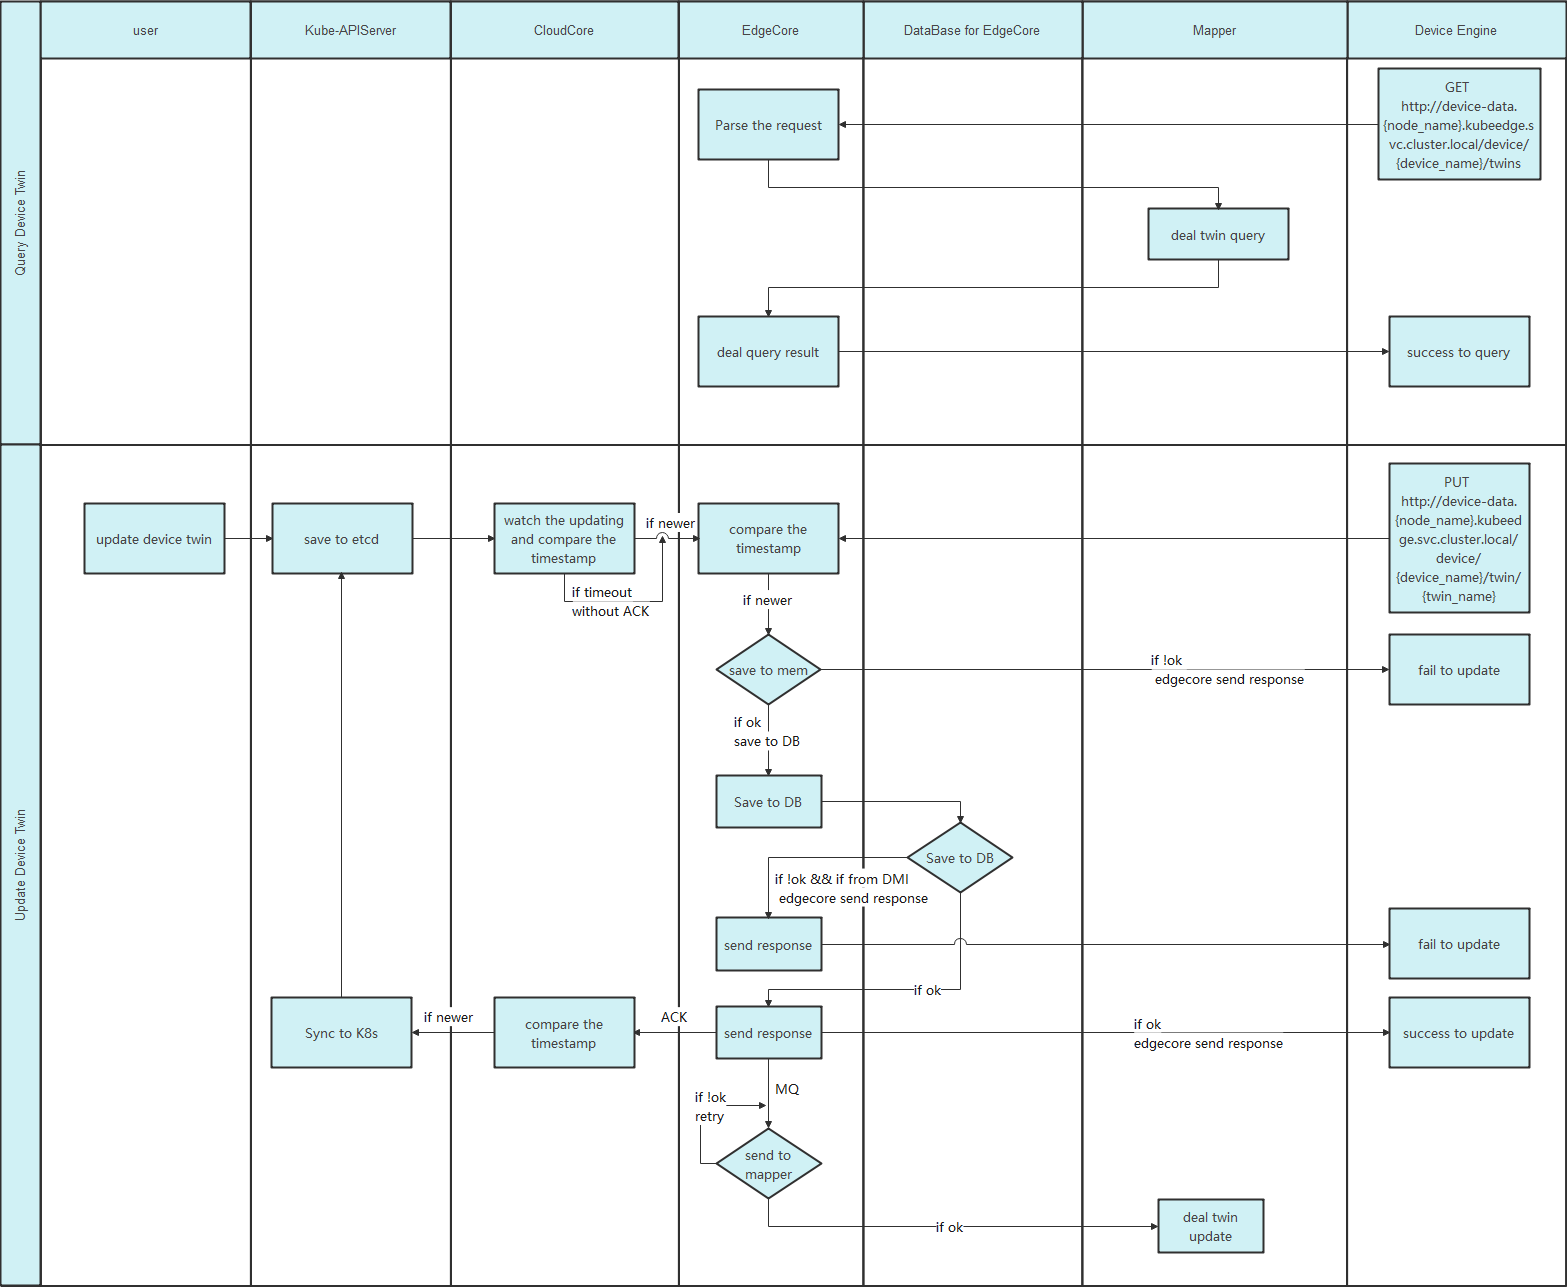 user
Kube-APIServer
CloudCore
EdgeCore
DataBase for EdgeCore
Mapper
Device Engine
Query Device Twin
GET
http://device-data.
{node_name}.kubeedge.s
vc.cluster.local/device/
{device_name}/twins
Parse the request
deal twin query
deal query result
success to query
Update Device Twin
update device twin
save to etcd
watch the updating
and compare the
timestamp
if newer
if timeout
without ACK
compare the
timestamp
PUT
http://device-data.
{node_name}.kubeed
ge.svc.cluster.local/
device/
{device_name}/twin/
{twin_name}
if newer
save to mem
if !ok
edgecore send response
fail to update
if ok
save to DB
Save to DB
Save to DB
if !ok && if from DMI
edgecore send response
send response
fail to update
if ok
Sync to K8s
if newer
compare the
timestamp
ACK
send response
if ok
edgecore send response
success to update
MQ
if !ok
retry
send to
mapper
if ok
deal twin
update